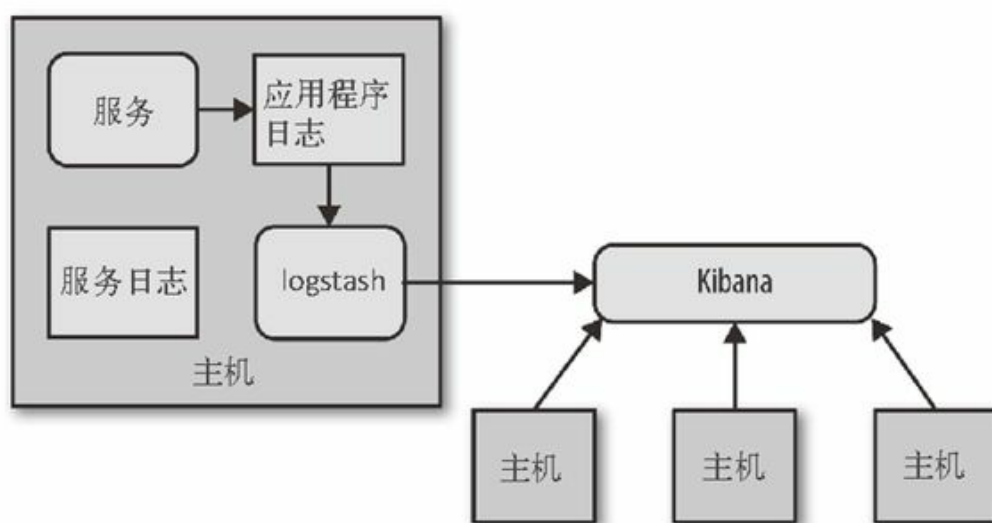 服务
应用程序
日志
服务日志
logstash
主机
Kibana
主机
主机
主机